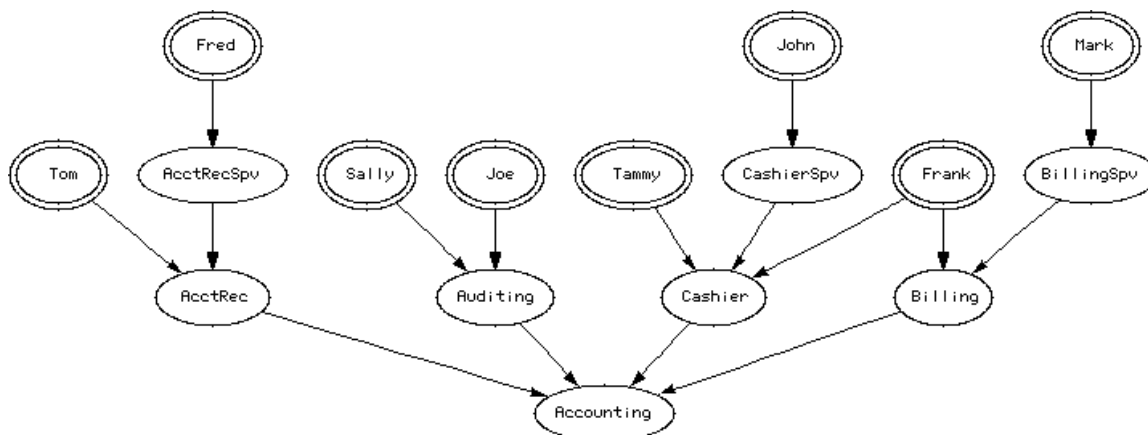 Fred
John
Mark
Tom
AcctRecSpv
Sally
Joe
Tammy
CashierSpv
Frank
BillingSpv
AcctRec
Auditing
Cashier
Billing
Accounting